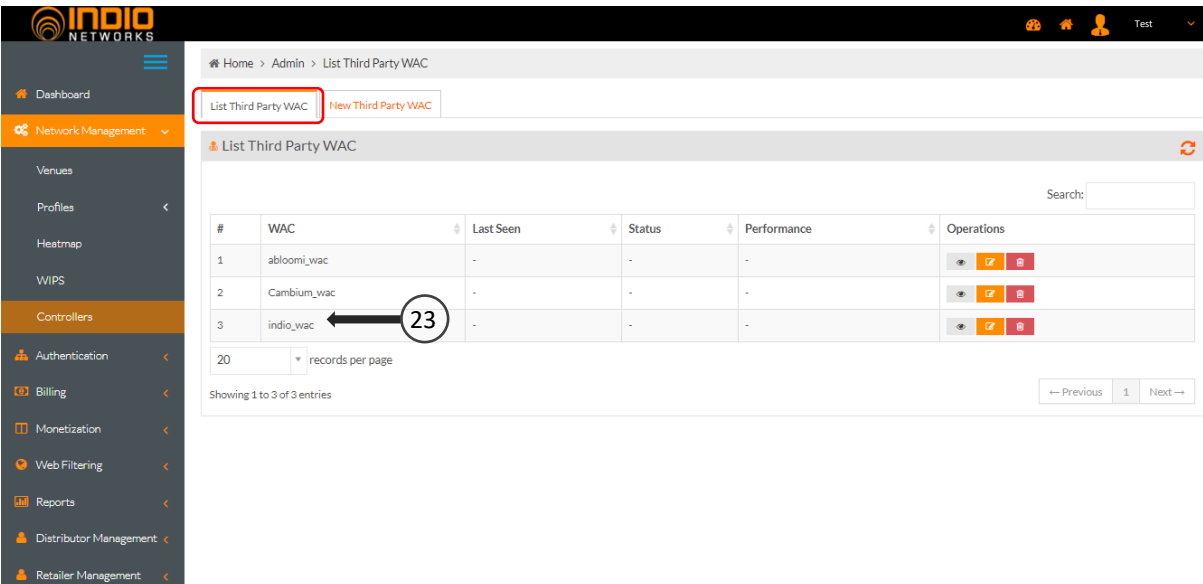 INDIO
NETWORKS
Test
Home > Admin > List Third Party WAC
Dashboard
Network Management
Venues
Profiles
Heatmap
WIPS
Controllers
Authentication
Billing
Monetization
Web Filtering
Reports
Distributor Management
Retailer Management
List Third Party WAC New Third Party WAC
List Third Party WAC
Search:
# WAC Last Seen Status Performance Operations
1 abloomi_wac - - -
2 Cambium_wac - - -
3 indio_wac - - -
23
20 records per page
Showing 1 to 3 of 3 entries
← Previous 1 Next →